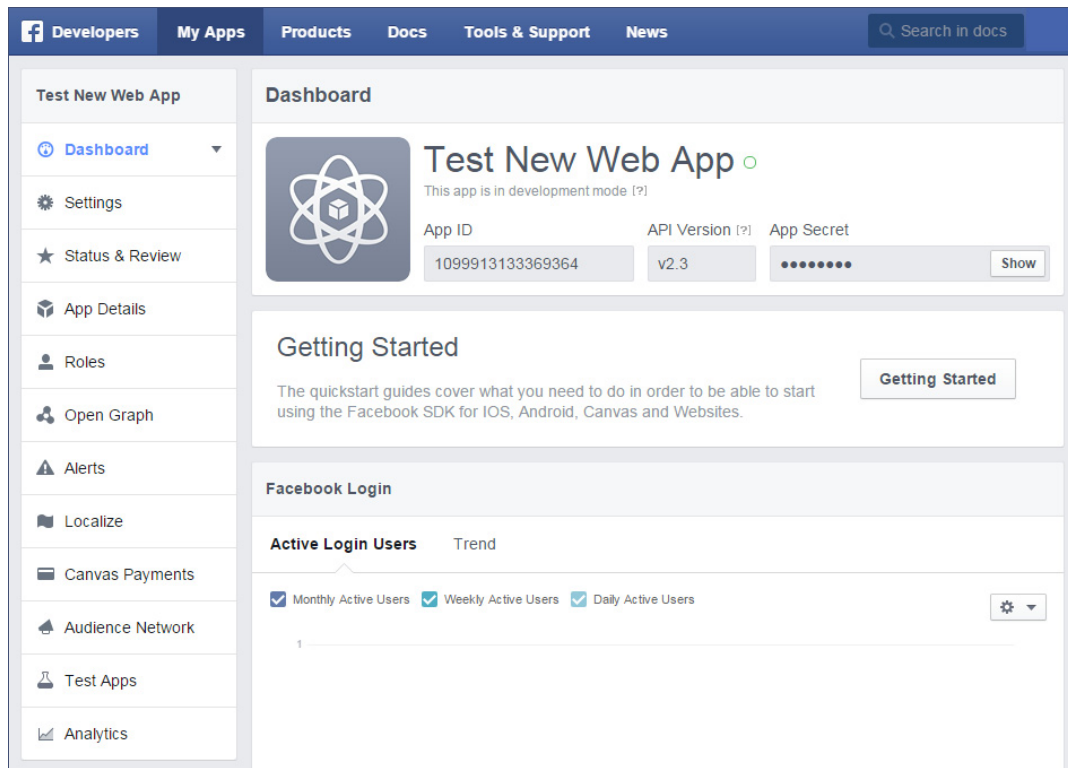 Developers My Apps Products Docs Tools & Support News Search in docs
Test New Web App
Dashboard
Settings
Status & Review
App Details
Roles
Open Graph
Alerts
Localize
Canvas Payments
Audience Network
Test Apps
Analytics
Dashboard
Test New Web App
This app is in development mode [?]
App ID API Version [?] App Secret
1099913133369364 v2.3 ●●●●●●●● Show
Getting Started
The quickstart guides cover what you need to do in order to be able to start
using the Facebook SDK for IOS, Android, Canvas and Websites.
Getting Started
Facebook Login
Active Login Users Trend
Monthly Active Users Weekly Active Users Daily Active Users
1